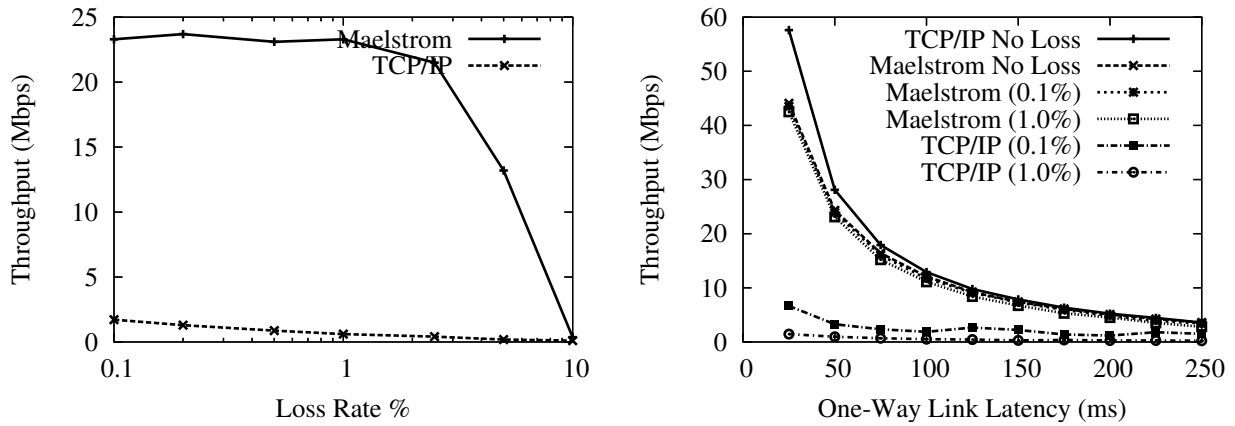 Throughput (Mbps)
25
20
15
10
5
0
0.1
1
10
Loss Rate %
Maelstrom
TCP/IP
Throughput (Mbps)
60
50
40
30
20
10
0
0
50
100
150
200
250
One-Way Link Latency (ms)
TCP/IP No Loss
Maelstrom No Loss
Maelstrom (0.1%)
Maelstrom (1.0%)
TCP/IP (0.1%)
TCP/IP (1.0%)